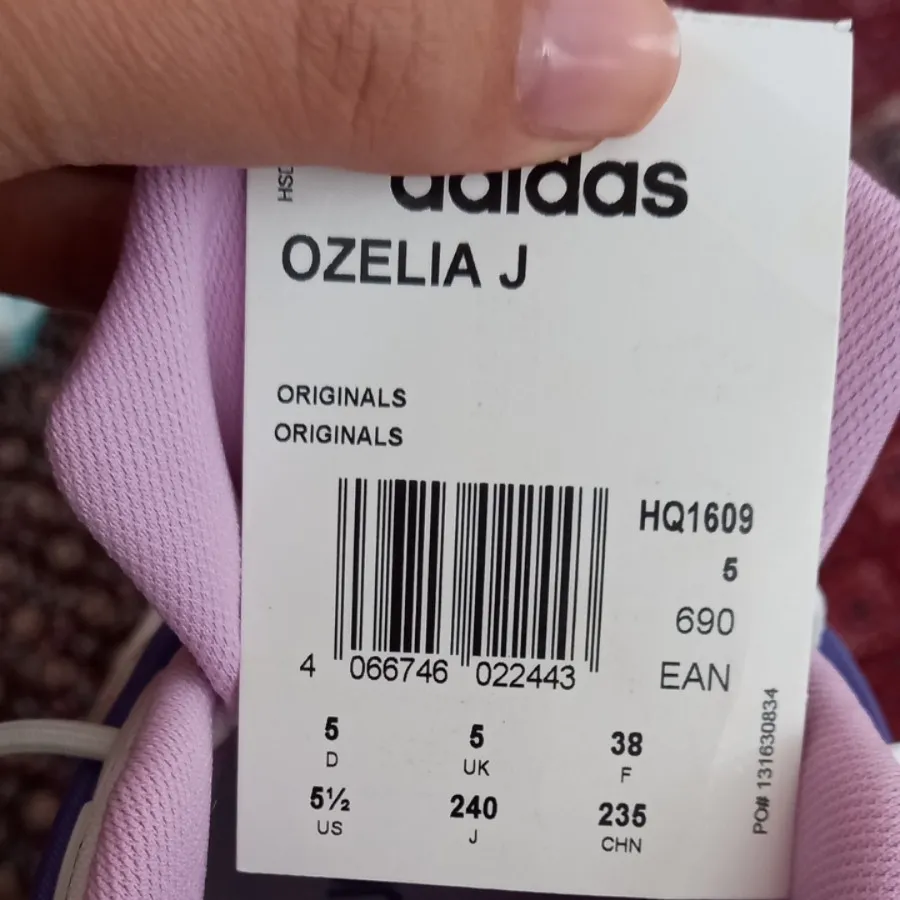 HSD
adidas
OZELIA J
ORIGINALS
ORIGINALS
HQ1609
5
690
EAN
4 066746 022443
5 5 38
D UK F
5½ 240 235
US J CHN
PO# 131630834